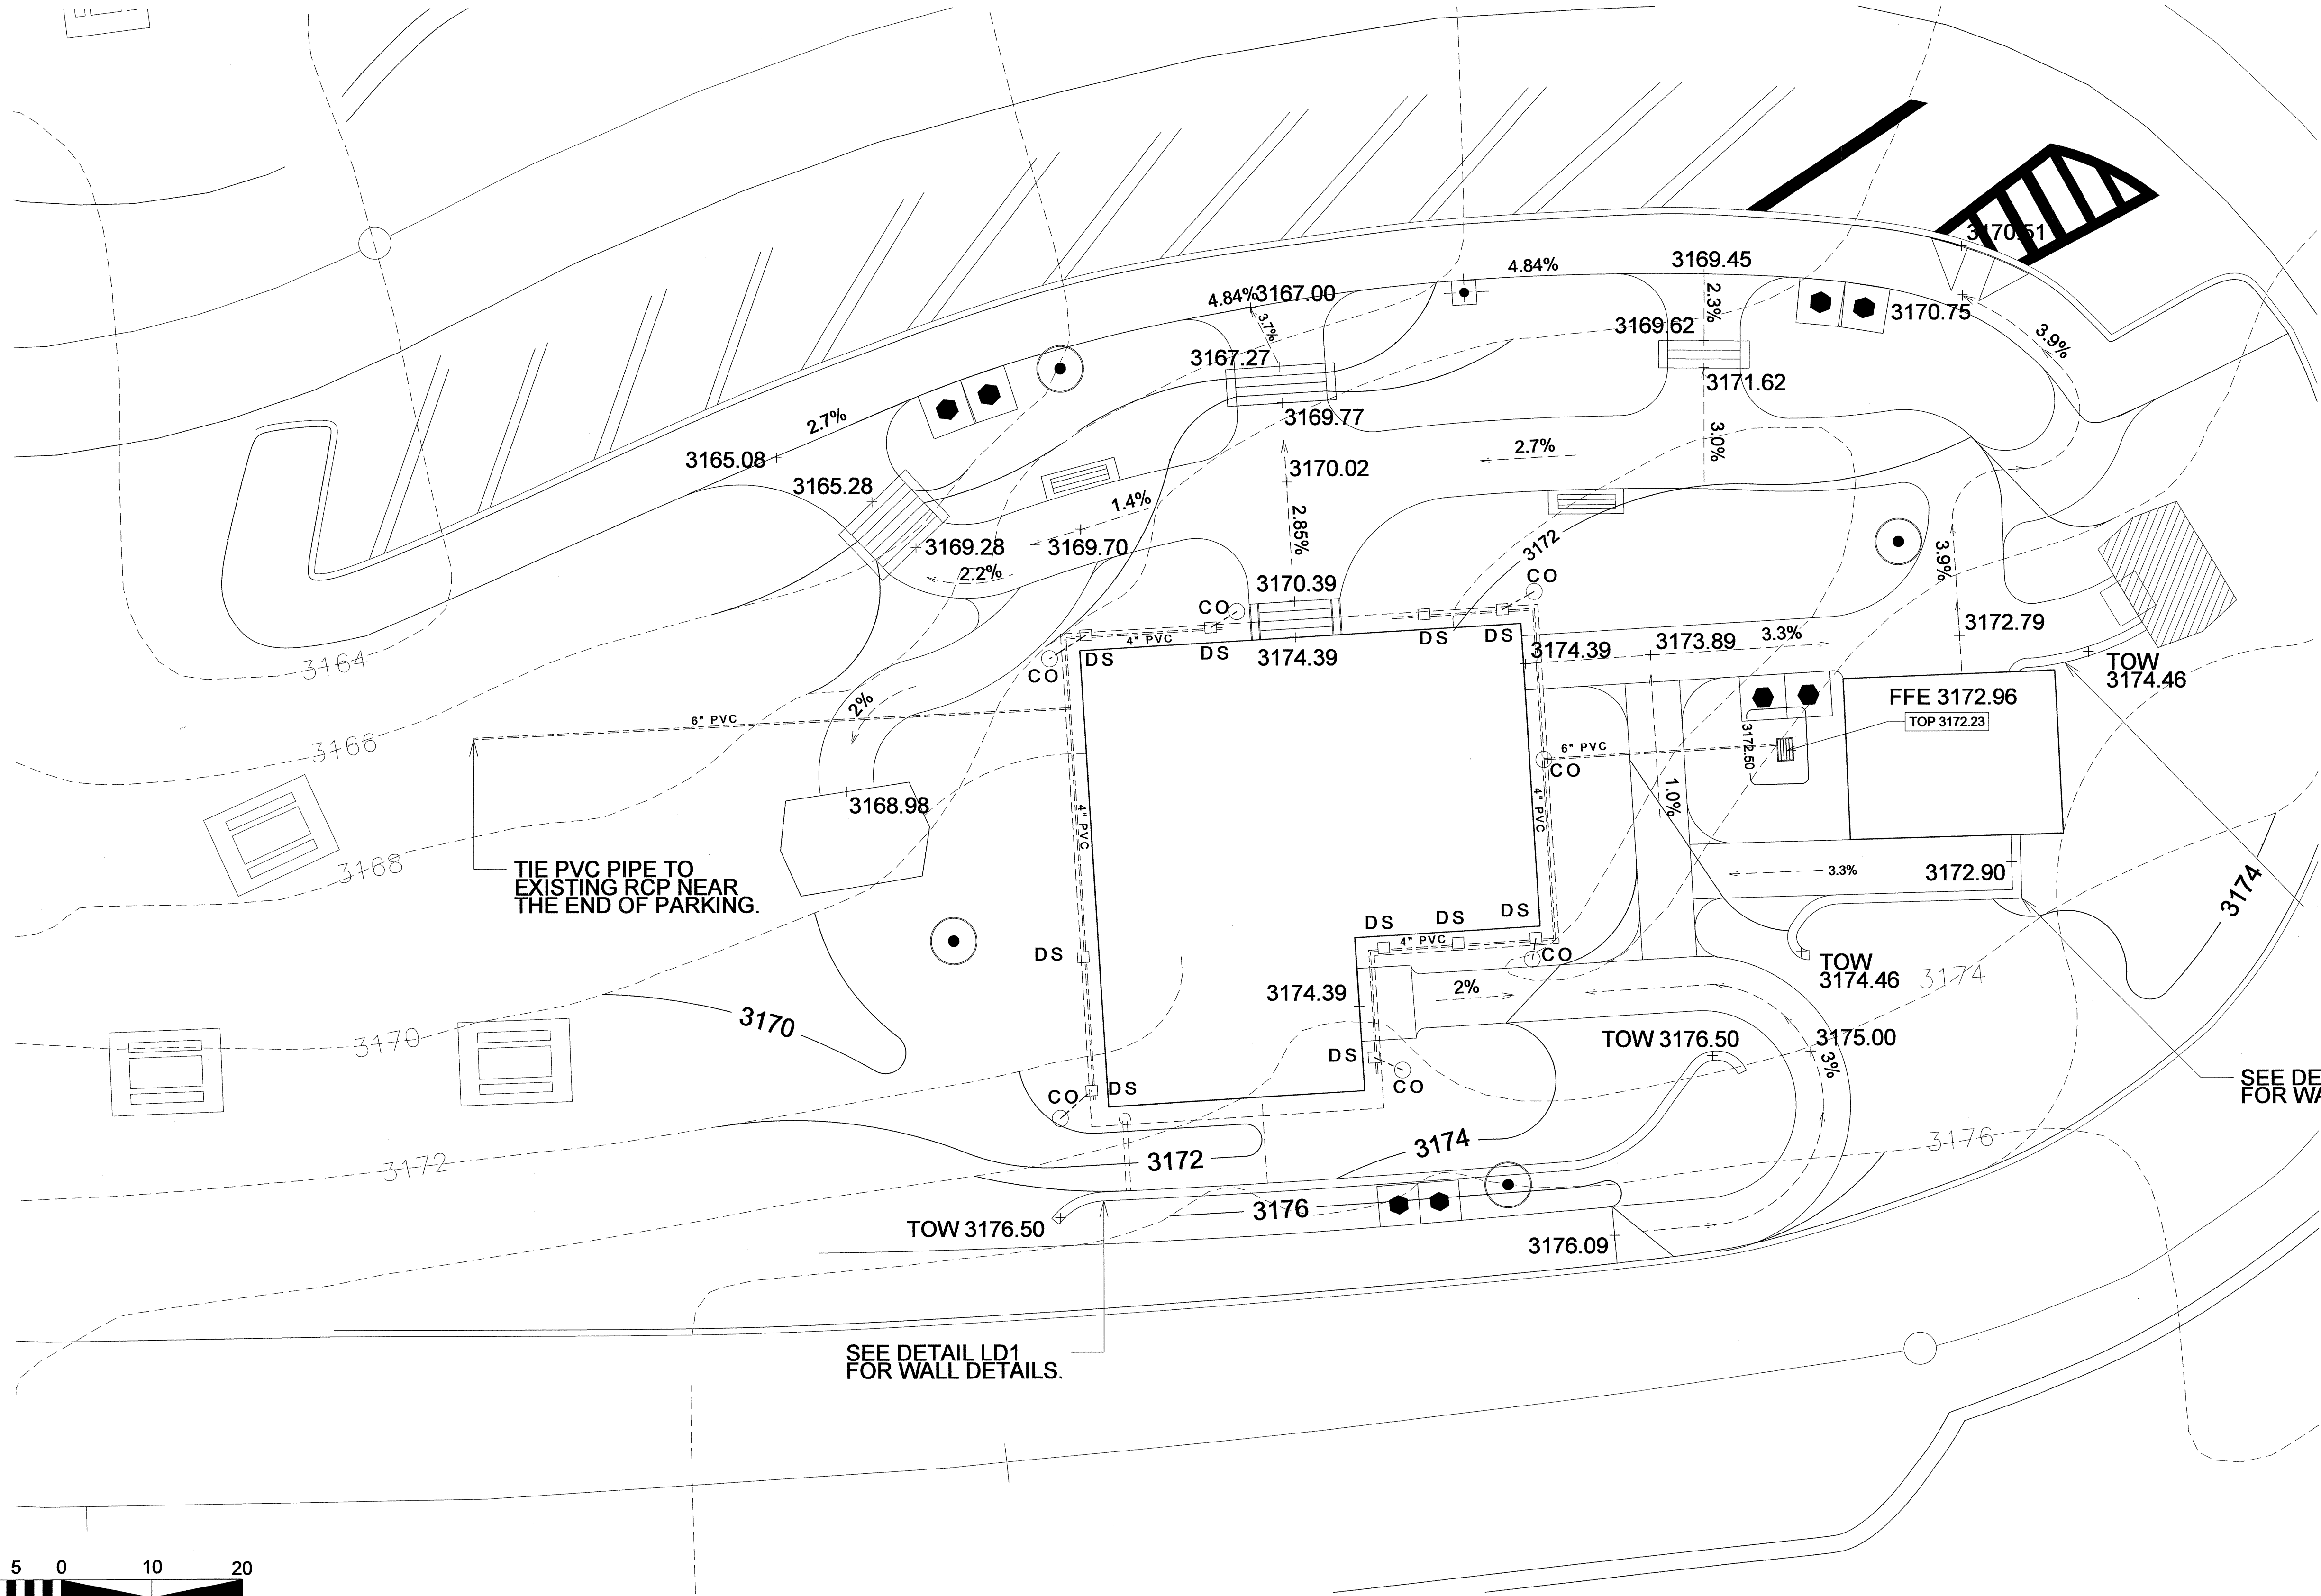 3170.51
4.84%
3169.45
4.84%
3167.00
2.3%
3.7%
3169.62
3170.75
3.9%
3167.27
3171.62
2.7%
3169.77
3165.08
3.0%
2.7%
3170.02
3165.28
1.4%
2.85%
3172
3169.28
3169.70
3.9%
2.2%
3170.39
CO
CO
3172.79
4" PVC
DS
DS
3174.39
DS
DS
3174.39
3173.89
3.3%
3164
CO
TOW
3174.46
2%
FFE 3172.96
TOP 3172.23
6" PVC
3172.50
6" PVC
CO
3166
1.0%
3168.98
4" PVC
4" PVC
3168
TIE PVC PIPE TO
EXISTING RCP NEAR
THE END OF PARKING.
3.3%
3172.90
3174
DS
DS
DS
4" PVC
DS
CO
TOW
3174.46
3174
2%
3174.39
3170
3170
TOW 3176.50
3175.00
3%
DS
CO
SEE DE
FOR WA
CO
DS
3174
3172
3172
3176
TOW 3176.50
3176
3176.09
SEE DETAIL LD1
FOR WALL DETAILS.
5 0 10 20